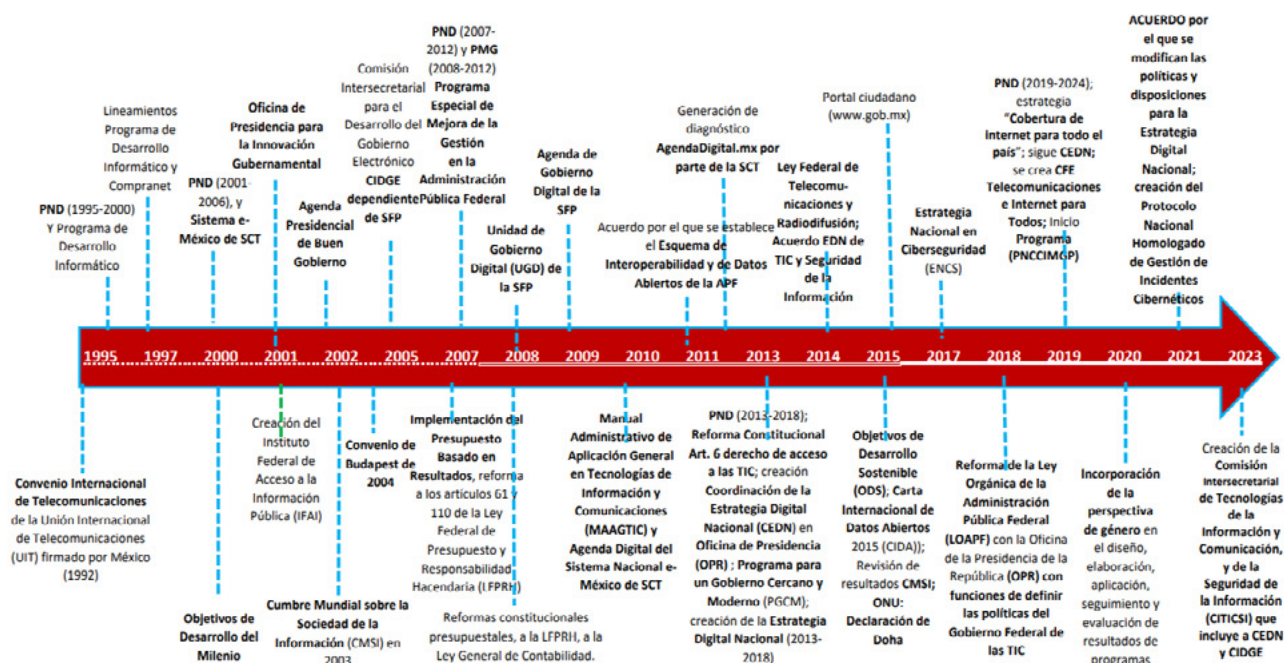 PND (1995-2000)
Y Programa de
Desarrollo
Informático
Lineamientos
Programa de
Desarrollo
Informático y
Compranet
PND (2001-
2006), y
Sistema e-
México de SCT
Oficina de
Presidencia para
la Innovación
Gubernamental
Agenda
Presidencial
de Buen
Gobierno
Comisión
Intersecretarial
para el
Desarrollo del
Gobierno
Electrónico
CIDGE
dependiente
de SFP
PND (2007-
2012) y PMG
(2008-2012)
Programa
Especial de
Mejora de la
Gestión
en la
Administración
Pública Federal
Unidad de
Gobierno
Digital (UGD) de
la SFP
Agenda de
Gobierno
Digital de la
SFP
Acuerdo por el que se establece
el Esquema de
Interoperabilidad y de Datos
Abiertos de la APF
Generación de
diagnóstico
AgendaDigital.mx por
parte de la SCT
Ley Federal de
Telecomu-
nicaciones y
Radiodifusión;
Acuerdo EDN de
TIC y Seguridad
de la
Información
Portal ciudadano
(www.gob.mx)
Estrategia
Nacional en
Ciberseguridad
(ENCS)
PND (2019-2024);
estrategia
"Cobertura de
Internet para todo el
país"; sigue CEDN;
se crea CFE
Telecomunicaciones
e Internet para
Todos; Inicio
Programa
(PNCCIMGP)
ACUERDO por
el que se
modifican las
políticas y
disposiciones
para la
Estrategia
Digital
Nacional;
creación del
Protocolo
Nacional
Homologado
de Gestión de
Incidentes
Cibernéticos
1995 1997 2000 2001 2002 2005 2007 2008 2009 2010 2011 2013 2014 2015 2017 2018 2019 2020 2021 2023
Convenio Internacional
de Telecomunicaciones
de la Unión Internacional
de Telecomunicaciones
(UIT) firmado por México
(1992)
Objetivos de
Desarrollo del
Milenio
Creación del
Instituto
Federal de
Acceso a la
Información
Pública (IFAI)
Cumbre Mundial sobre la
Sociedad de la
Información (CMSI) en
2003
Convenio de
Budapest de
2004
Implementación del
Presupuesto
Basado en
Resultados, reforma
a los artículos 61 y
110 de la Ley
Federal de
Presupuesto y
Responsabilidad
Hacendaria (LFPRH)
Reformas constitucionales
presupuestales, a la LFPRH, a la
Ley General de Contabilidad.
Manual
Administrativo de
Aplicación General
en Tecnologías de
Información y
Comunicaciones
(MAAGTIC) y
Agenda Digital del
Sistema Nacional e-
México de SCT
PND (2013-2018);
Reforma Constitucional
Art. 6 derecho de acceso
a las TIC; creación
Coordinación de la
Estrategia Digital
Nacional (CEDN) en
Oficina de Presidencia
(OPR) ; Programa para
un Gobierno Cercano y
Moderno (PGCM);
creación de la Estrategia
Digital Nacional (2013-
2018)
Objetivos de
Desarrollo
Sostenible
(ODS); Carta
Internacional de
Datos Abiertos
2015 (CIDA));
Revisión de
resultados CMSI;
ONU:
Declaración de
Doha
Reforma de la Ley
Orgánica de la
Administración
Pública Federal
(LOAPF) con la Oficina
de la Presidencia de la
República (OPR) con
funciones de definir
las políticas del
Gobierno Federal de
las TIC
Incorporación
de la
perspectiva
de género en
el diseño,
elaboración,
aplicación,
seguimiento y
evaluación de
resultados de
programas
Creación de la
Comisión
Intersecretarial
de Tecnologías
de la
Información y
Comunicación,
y de la
Seguridad de
la Información
(CITICSI) que
incluye a CEDN
y CIDGE